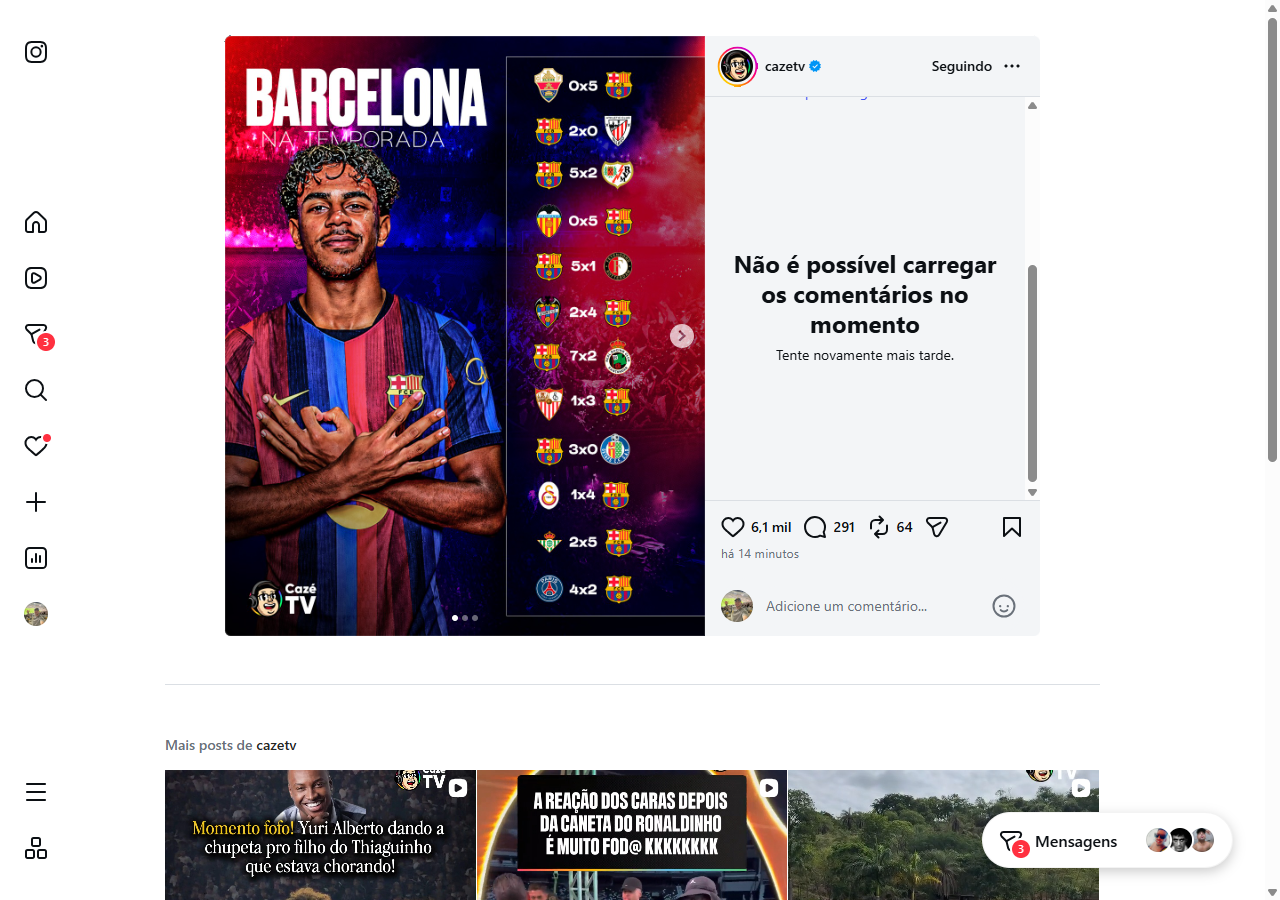 BARCELONA
NA TEMPORADA
0x5
2x0
5x2
0x5
5x1
2x4
7x2
1x3
3x0
1x4
2x5
4x2
Cazé
TV
cazetv
Seguindo
Não é possível carregar
os comentários no
momento
Tente novamente mais tarde.
6,1 mil
291
64
há 14 minutos
Adicione um comentário...
3
Mais posts de cazetv
TV
Momento fofo! Yuri Alberto dando a
chupeta pro filho do Thiaguinho
que estava chorando!
A REAÇÃO DOS CARAS DEPOIS
DA CANETA DO RONALDINHO
É MUITO FOD@ KKKKKKKK
3
Mensagens